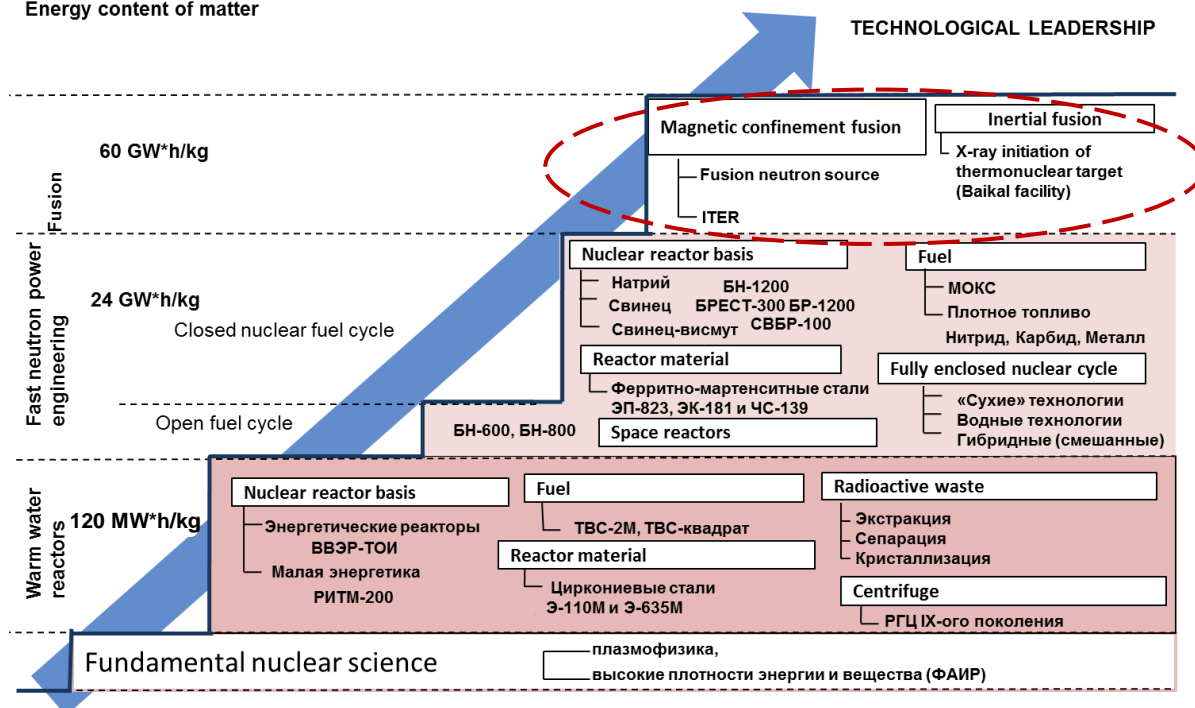 Energy content of matter
TECHNOLOGICAL LEADERSHIP
60 GW*h/kg
Fusion
Magnetic confinement fusion
Fusion neutron source
ITER
Inertial fusion
X-ray initiation of
thermonuclear target
(Baikal facility)
24 GW*h/kg
Fast neutron power
engineering
Closed nuclear fuel cycle
Open fuel cycle
Nuclear reactor basis
Натрий БН-1200
Свинец БРЕСТ-300 БР-1200
Свинец-висмут СВБР-100
Reactor material
Ферритно-мартенситные стали
ЭП-823, ЭК-181 и ЧС-139
БН-600, БН-800
Space reactors
Fuel
МОКС
Плотное топливо
Нитрид, Карбид, Металл
Fully enclosed nuclear cycle
«Сухие» технологии
Водные технологии
Гибридные (смешанные)
Warm water
reactors
120 MW*h/kg
Nuclear reactor basis
Энергетические реакторы
ВВЭР-ТОИ
Малая энергетика
РИТМ-200
Fuel
ТВС-2М, ТВС-квадрат
Reactor material
Циркониевые стали
Э-110М и Э-635М
Radioactive waste
Экстракция
Сепарация
Кристаллизация
Centrifuge
РГЦ IX-ого поколения
Fundamental nuclear science
плазмофизика,
высокие плотности энергии и вещества (ФАИР)